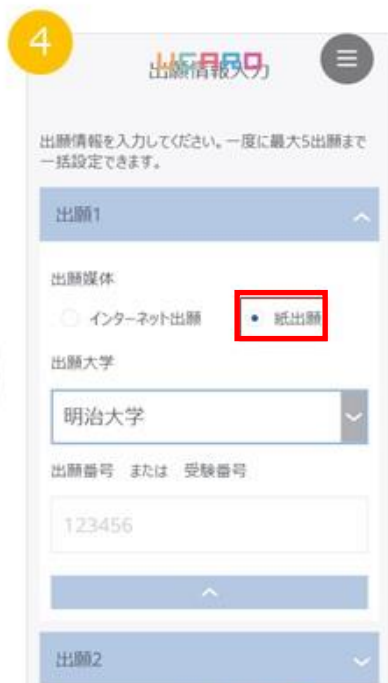 4
UCARO
出願情報入力
出願情報を入力してください。一度に最大5出願まで
一括設定できます。
出願1
出願媒体
インターネット出願
紙出願
出願大学
明治大学
出願番号 または 受験番号
123456
出願2